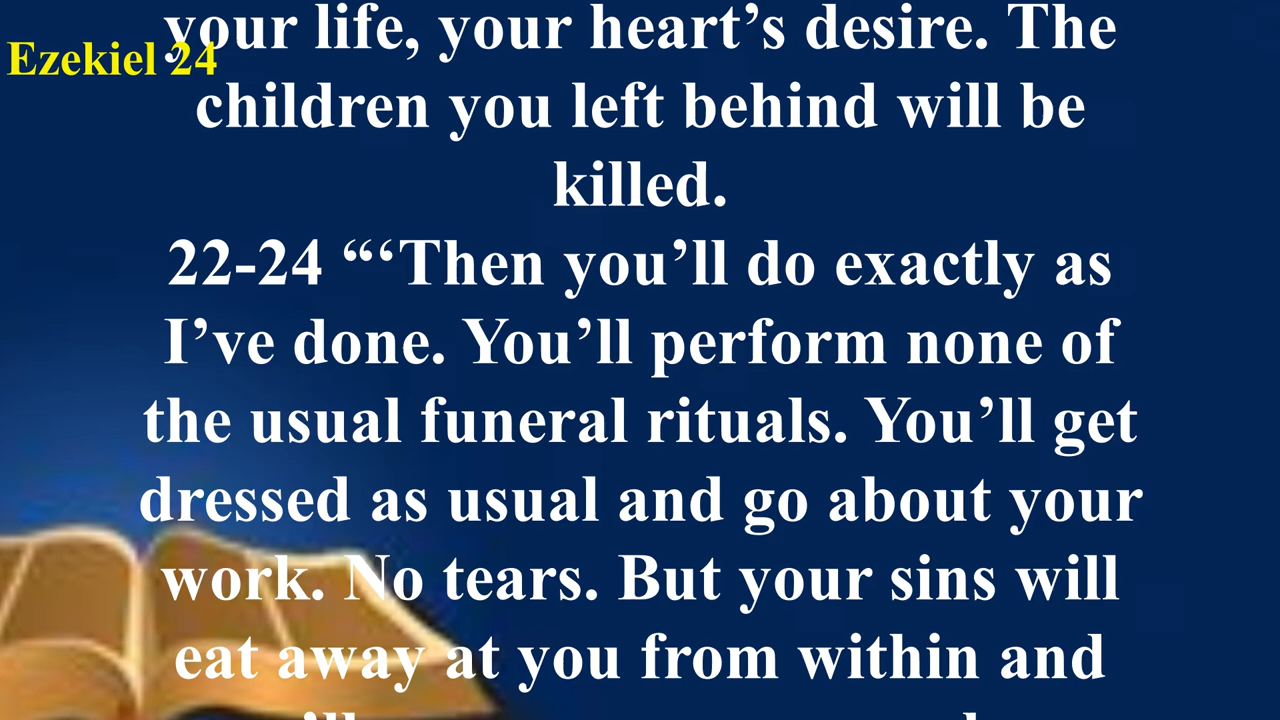 Ezekiel 24
your life, your heart’s desire. The
children you left behind will be
killed.
22-24 “‘Then you’ll do exactly as
I’ve done. You’ll perform none of
the usual funeral rituals. You’ll get
dressed as usual and go about your
work. No tears. But your sins will
eat away at you from within and